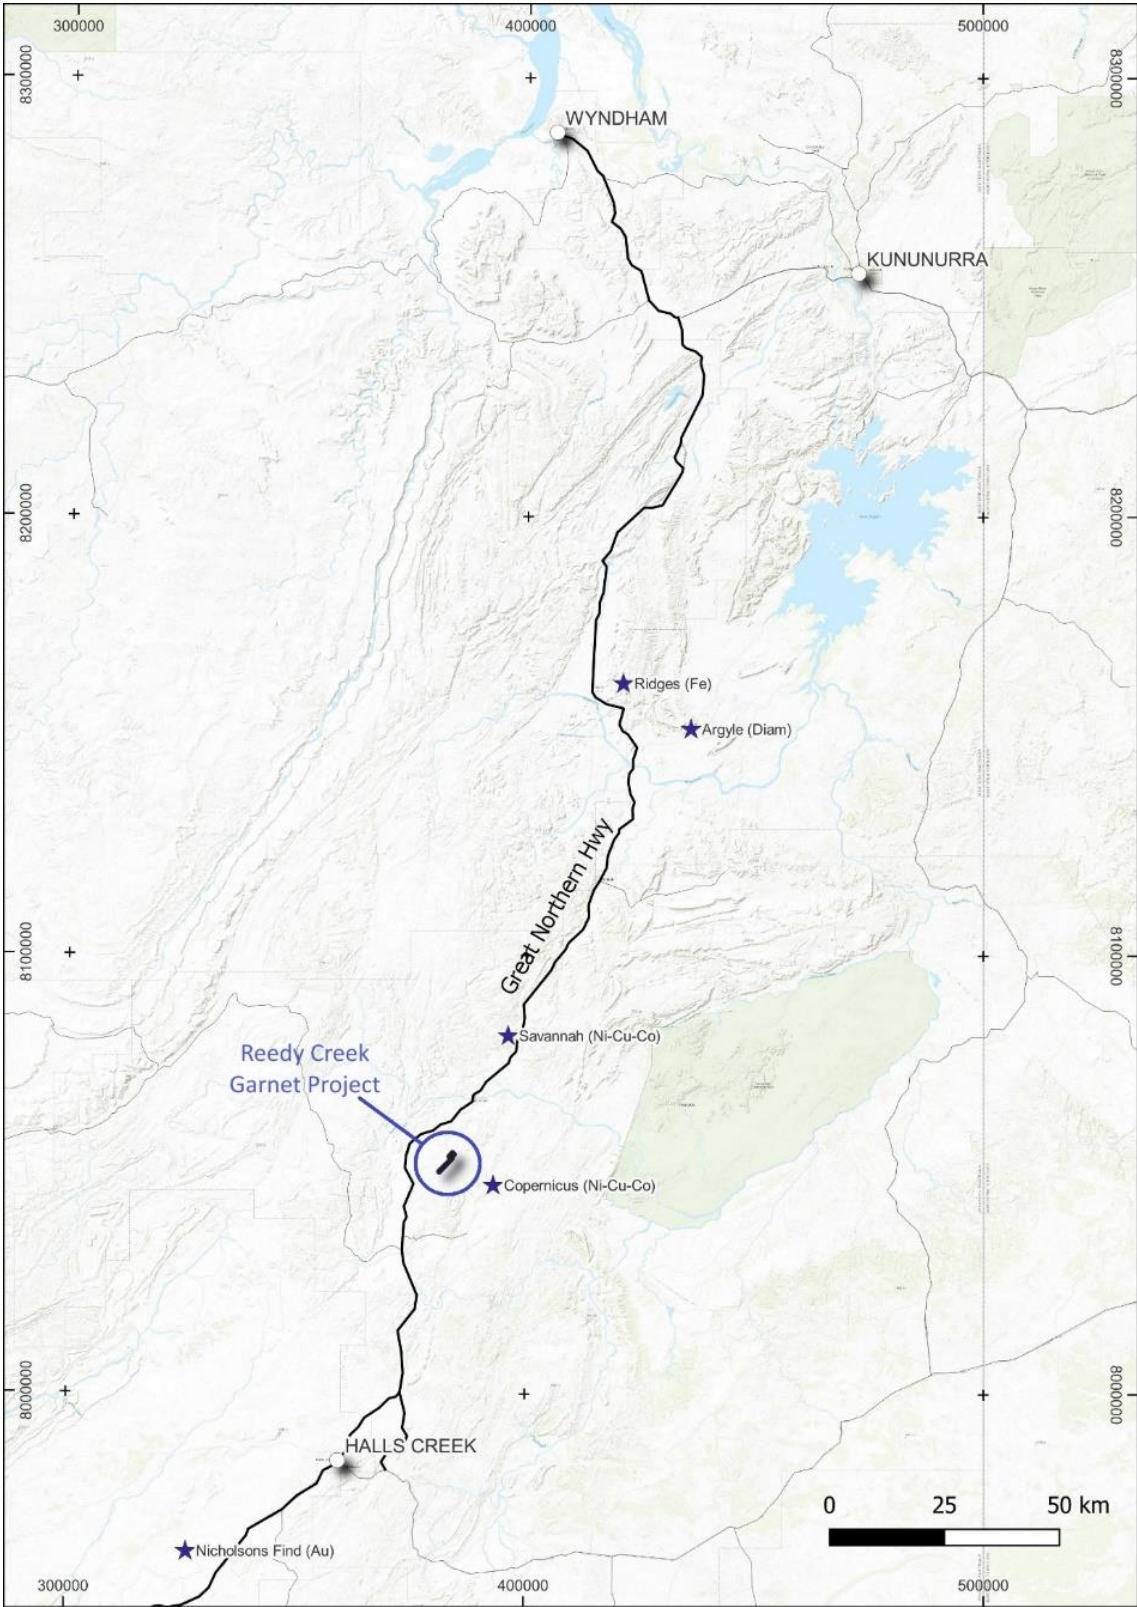 300000
400000
500000
8300000
8300000
WYNDHAM
KUNUNURRA
8200000
8200000
Ridges (Fe)
Argyle (Diam)
Great Northern Hwy
8100000
8100000
Savannah (Ni-Cu-Co)
Reedy Creek
Garnet Project
Copernicus (Ni-Cu-Co)
8000000
8000000
HALLS CREEK
0 25 50 km
Nicholsons Find (Au)
300000
400000
500000